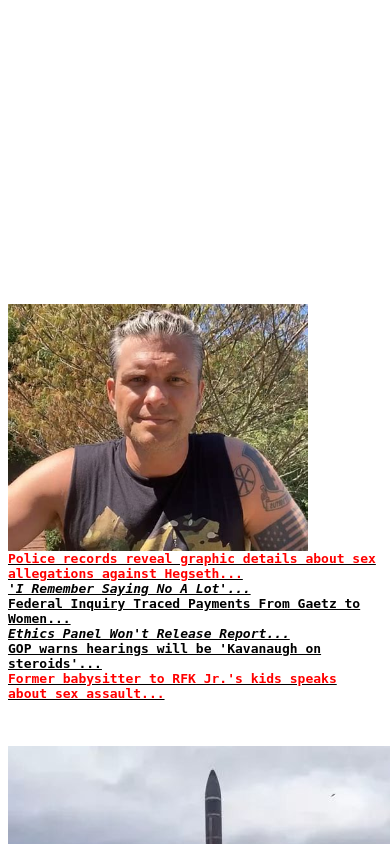 Police records reveal graphic details about sex
allegations against Hegseth...
'I Remember Saying No A Lot'...
Federal Inquiry Traced Payments From Gaetz to
Women...
Ethics Panel Won't Release Report...
GOP warns hearings will be 'Kavanaugh on
steroids'...
Former babysitter to RFK Jr.'s kids speaks
about sex assault...